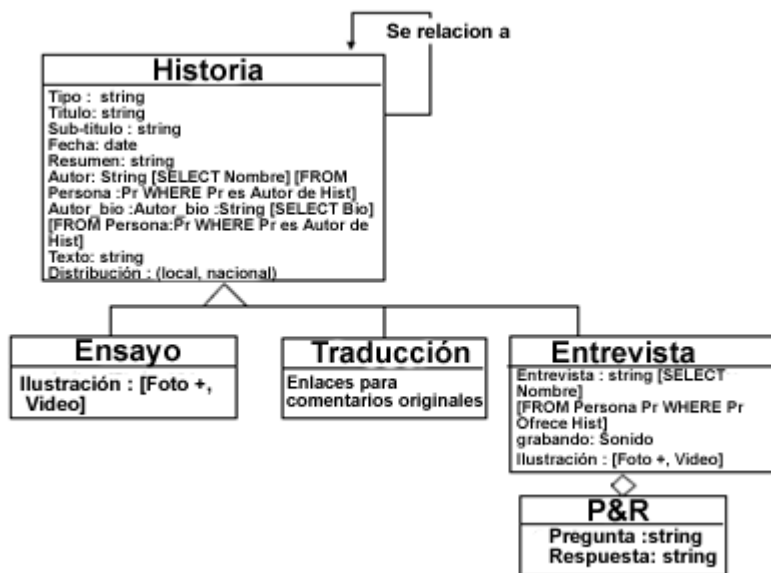 Se relacion a
Historia
Tipo : string
Titulo: string
Sub-titulo : string
Fecha: date
Resumen: string
Autor: String [SELECT Nombre] [FROM
Persona :Pr WHERE Pr es Autor de Hist]
Autor_bio :Autor_bio :String [SELECT Bio]
[FROM Persona:Pr WHERE Pr es Autor de
Hist]
Texto: string
Distribución : (local, nacional)
Ensayo
Ilustración : [Foto +,
Video]
Traducción
Enlaces para
comentarios originales
Entrevista
Entrevista : string [SELECT
Nombre]
[FROM Persona Pr WHERE Pr
Ofrece Hist]
grabando: Sonido
Ilustración : [Foto +, Video]
P&R
Pregunta :string
Respuesta: string